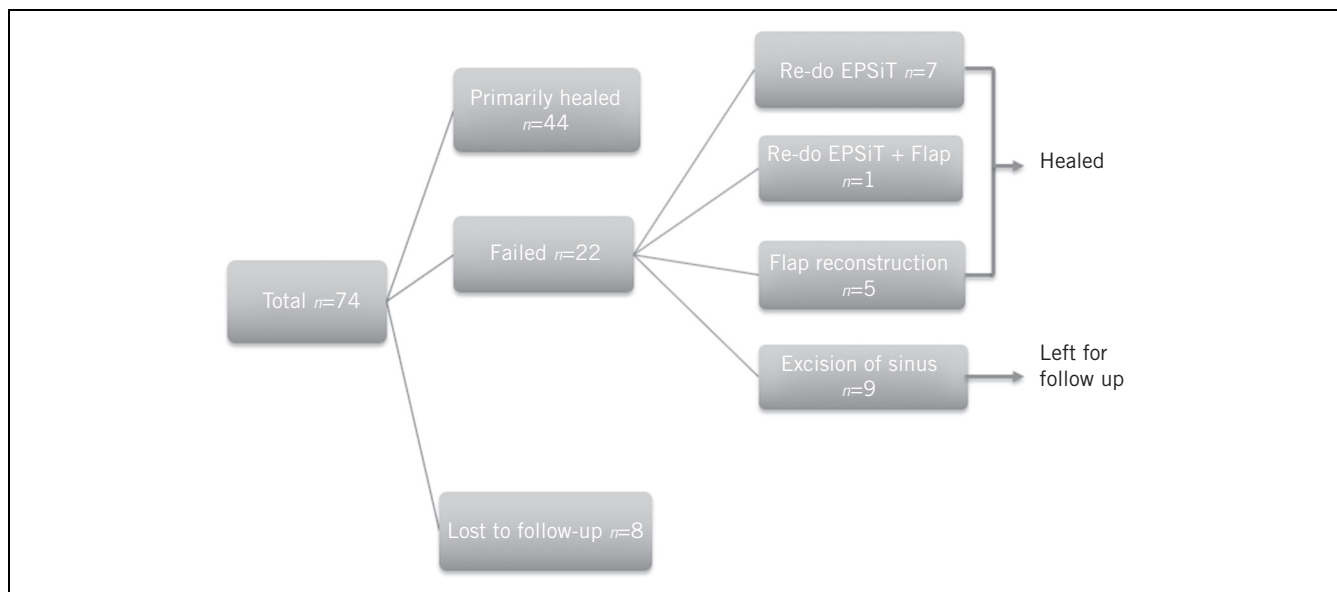 Total n=74
Primarily healed
n=44
Failed n=22
Lost to follow-up n=8
Re-do EPSiT n=7
Re-do EPSiT + Flap
n=1
Flap reconstruction
n=5
Excision of sinus
n=9
Healed
Left for
follow up